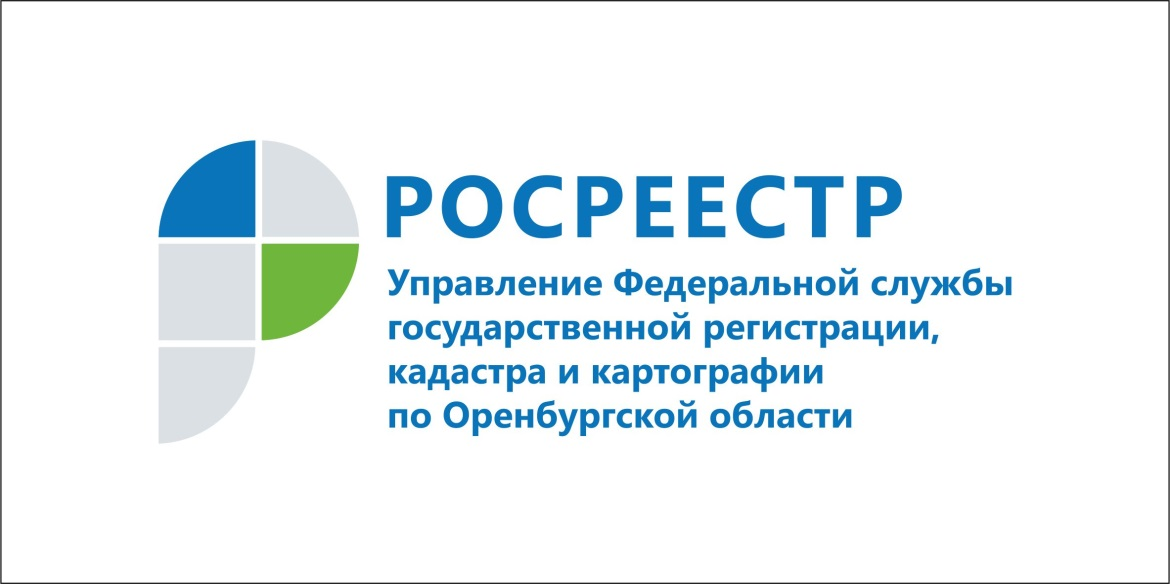 РОСРЕЕСТР
Управление Федеральной службы
государственной регистрации,
кадастра и картографии
по Оренбургской области